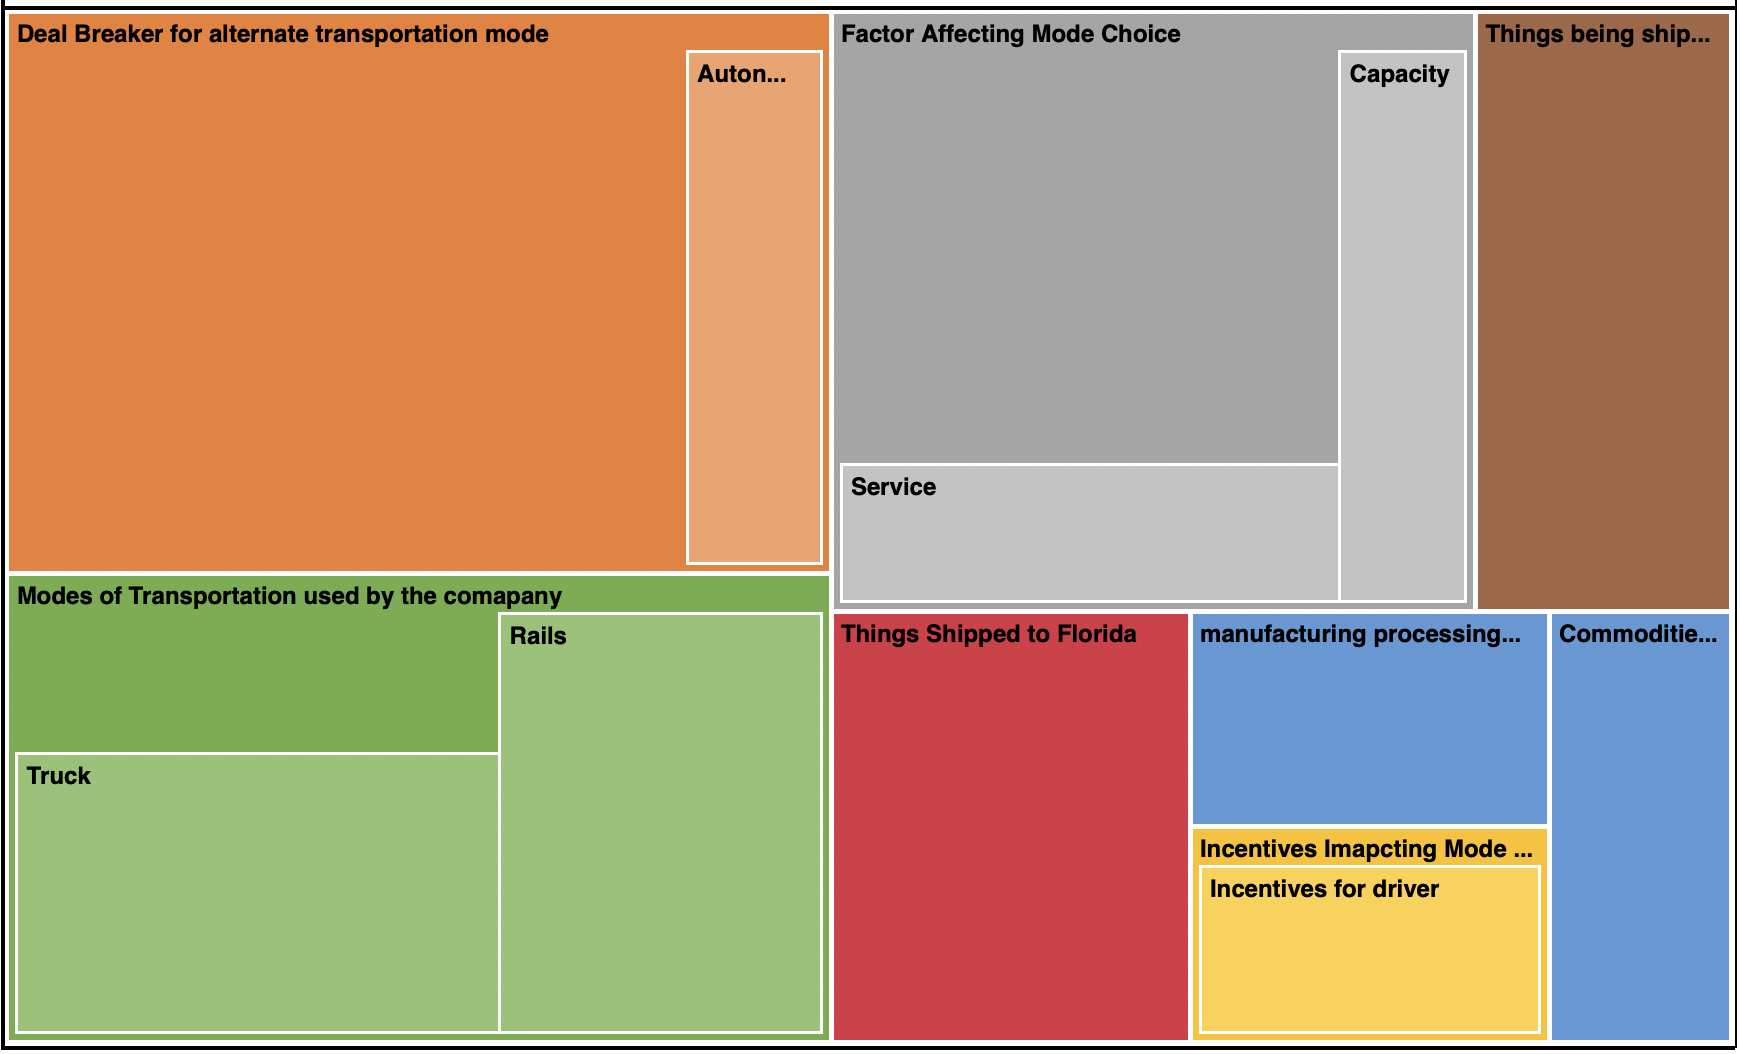 Deal Breaker for alternate transportation mode
Auton...
Factor Affecting Mode Choice
Capacity
Service
Things being ship...
Modes of Transportation used by the comapany
Rails
Truck
Things Shipped to Florida
manufacturing processing...
Commoditie...
Incentives Imapcting Mode ...
Incentives for driver